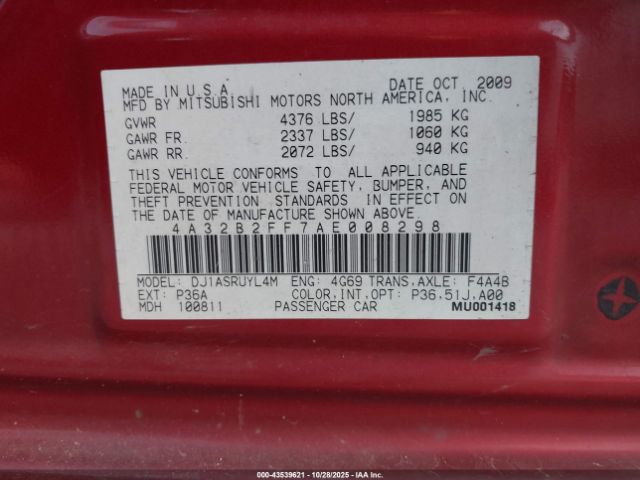 MADE IN U.S.A. DATE OCT. 2009
MFD BY MITSUBISHI MOTORS NORTH AMERICA, INC.
GVWR 4376 LBS/ 1985 KG
GAWR FR. 2337 LBS/ 1060 KG
GAWR RR. 2072 LBS/ 940 KG
THIS VEHICLE CONFORMS TO ALL APPLICABLE
FEDERAL MOTOR VEHICLE SAFETY, BUMPER, AND
THEFT PREVENTION STANDARDS IN EFFECT ON
THE DATE OF MANUFACTURE SHOWN ABOVE.
4A32B2FF7AE008298
MODEL: DJ1ASRUYL4M ENG: 4G69 TRANS.AXLE: F4A4B
EXT: P36A COLOR,INT,OPT: P36,51J,A00
MDH 100811 PASSENGER CAR MU001418
000-43539621 - 10/28/2025 - IAA Inc.